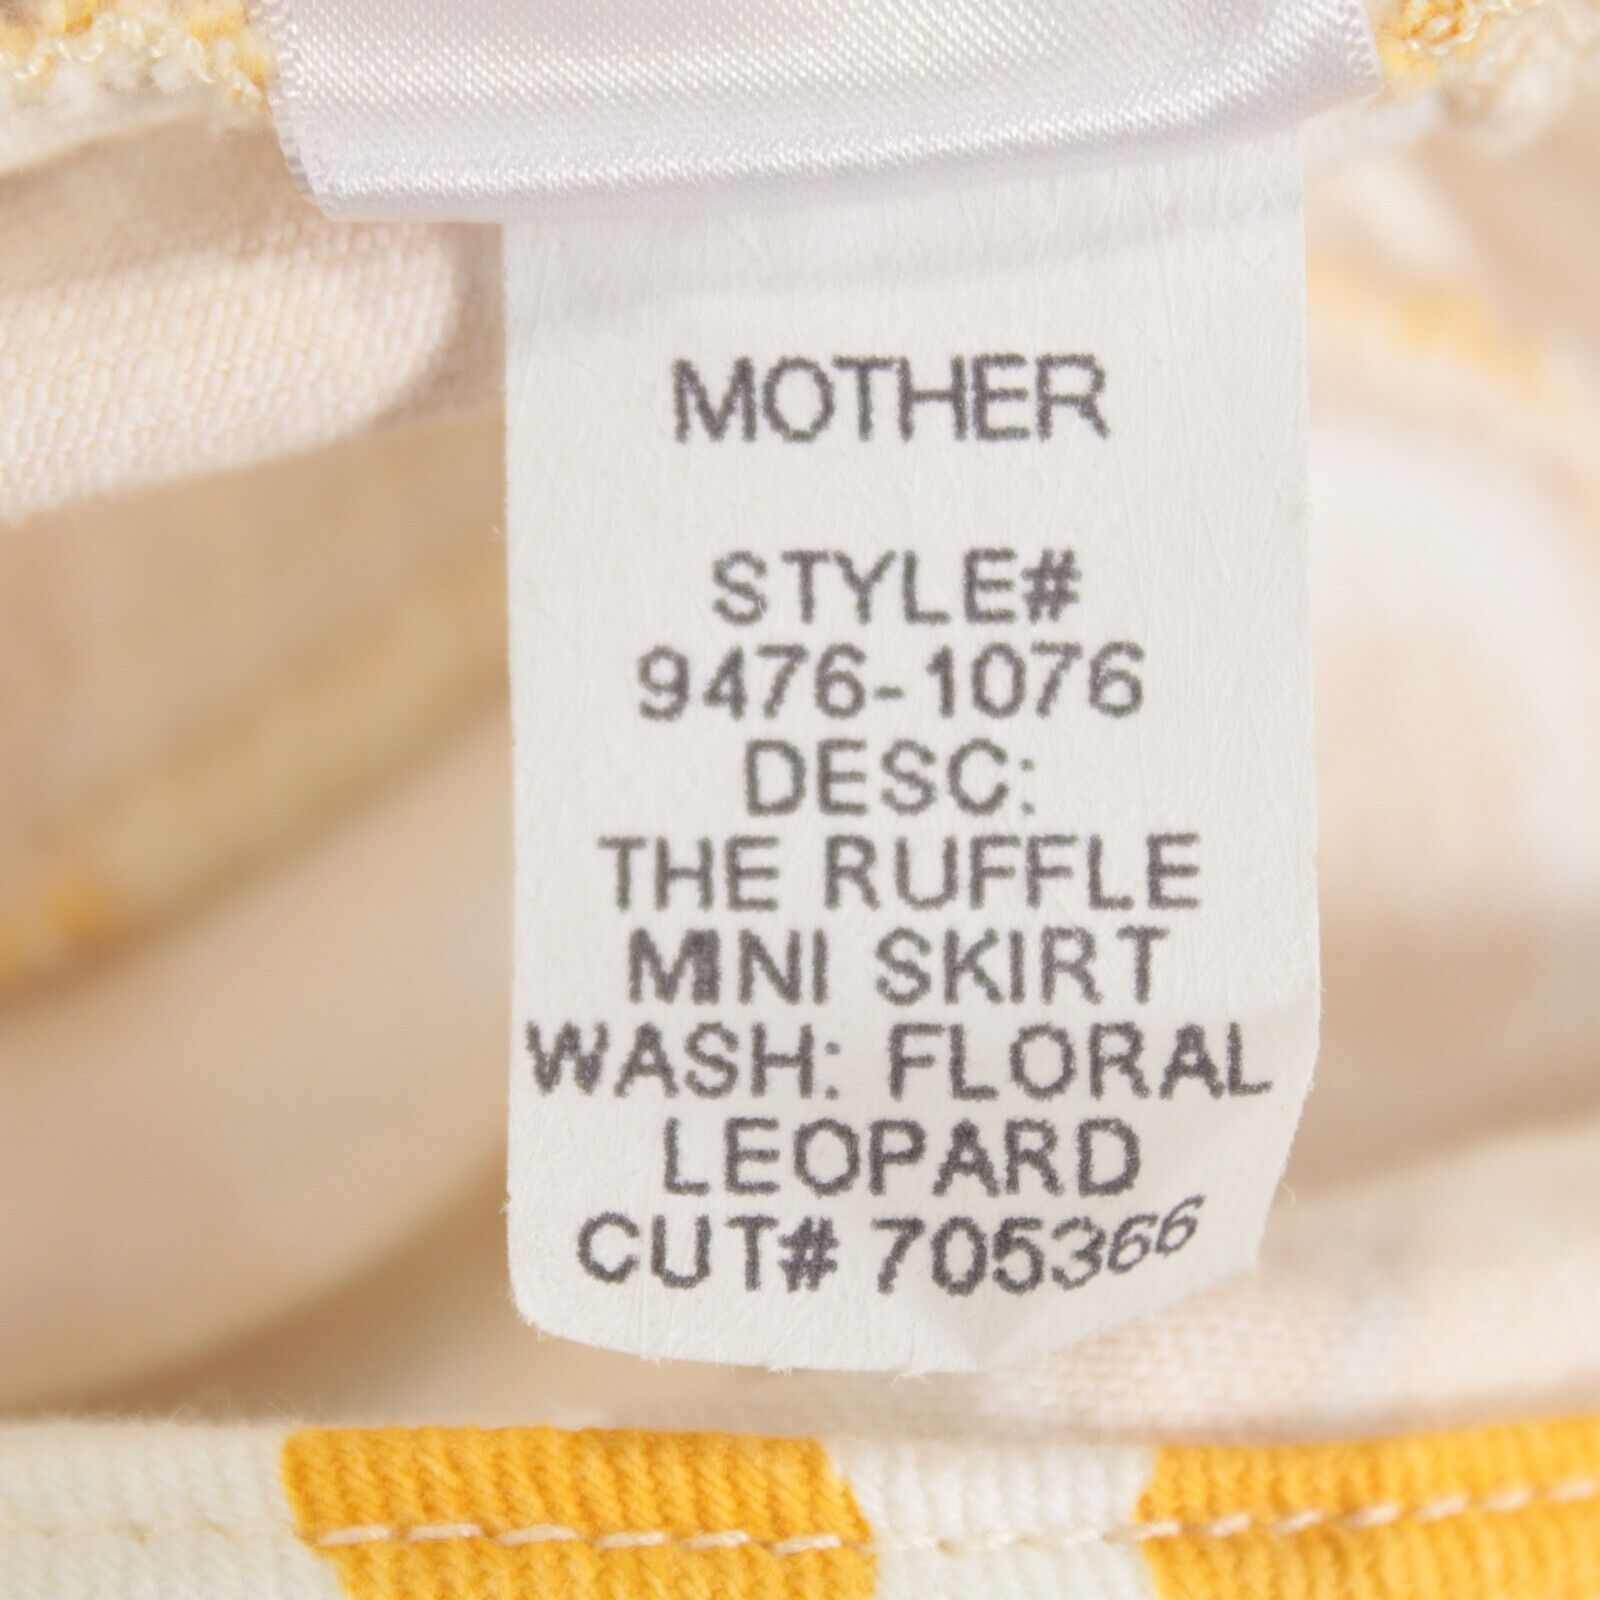 MOTHER
STYLE#
9476-1076
DESC:
THE RUFFLE
MINI SKIRT
WASH: FLORAL
LEOPARD
CUT# 705366